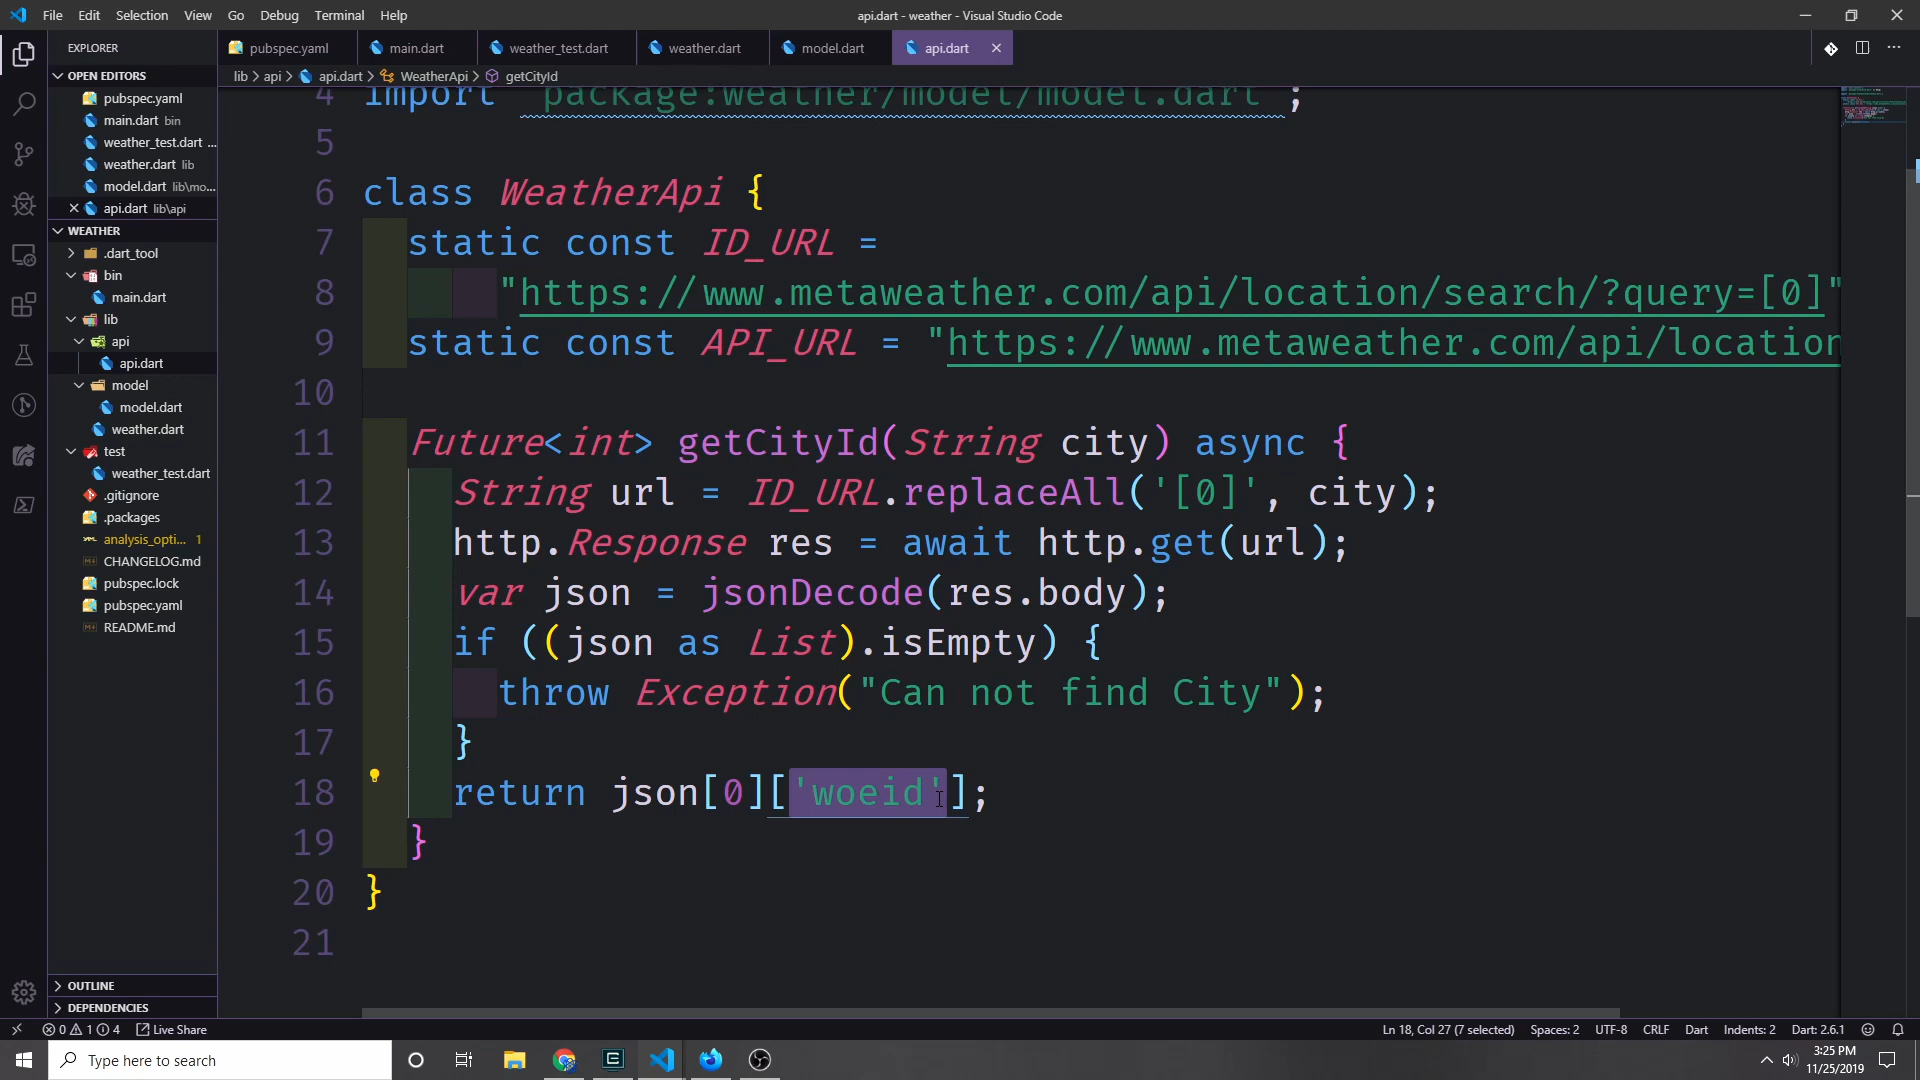 File Edit Selection View Go Debug Terminal Help
api.dart - weather - Visual Studio Code
EXPLORER
pubspec.yaml main.dart weather_test.dart weather.dart model.dart api.dart
OPEN EDITORS
pubspec.yaml
main.dart bin
weather_test.dart ...
weather.dart lib
model.dart lib\mo...
api.dart lib\api
WEATHER
.dart_tool
bin
main.dart
lib
api
api.dart
model
model.dart
weather.dart
test
weather_test.dart
.gitignore
.packages
analysis_opti... 1
CHANGELOG.md
pubspec.lock
pubspec.yaml
README.md
OUTLINE
DEPENDENCIES
lib > api > api.dart > WeatherApi > getCityId
4 import 'package:weather/model/model.dart';
5
6 class WeatherApi {
7 static const ID_URL =
8 "https://www.metaweather.com/api/location/search/?query=[0]"
9 static const API_URL = "https://www.metaweather.com/api/location
10
11 Future<int> getCityId(String city) async {
12 String url = ID_URL.replaceAll('[0]', city);
13 http.Response res = await http.get(url);
14 var json = jsonDecode(res.body);
15 if ((json as List).isEmpty) {
16 throw Exception("Can not find City");
17 }
18 return json[0]['woeid'];
19 }
20 }
21
0 1 4 Live Share
Ln 18, Col 27 (7 selected) Spaces: 2 UTF-8 CRLF Dart Indents: 2 Dart: 2.6.1
Type here to search
3:25 PM
11/25/2019